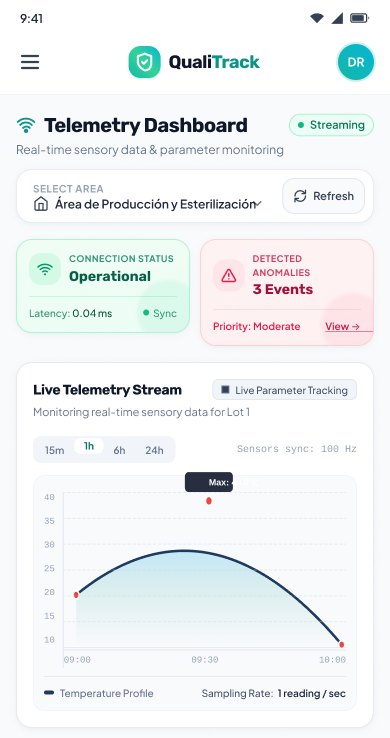 9:41
QualiTrack
DR
Telemetry Dashboard
Streaming
Real-time sensory data & parameter monitoring
SELECT AREA
Área de Producción y Esterilización
Refresh
CONNECTION STATUS
Operational
Latency: 0.04 ms
Sync
DETECTED
ANOMALIES
3 Events
Priority: Moderate
View →
Live Telemetry Stream
Live Parameter Tracking
Monitoring real-time sensory data for Lot 1
15m 1h 6h 24h
Sensors sync: 100 Hz
Max:
40
35
30
25
20
15
10
09:00 09:30 10:00
Temperature Profile
Sampling Rate: 1 reading / sec